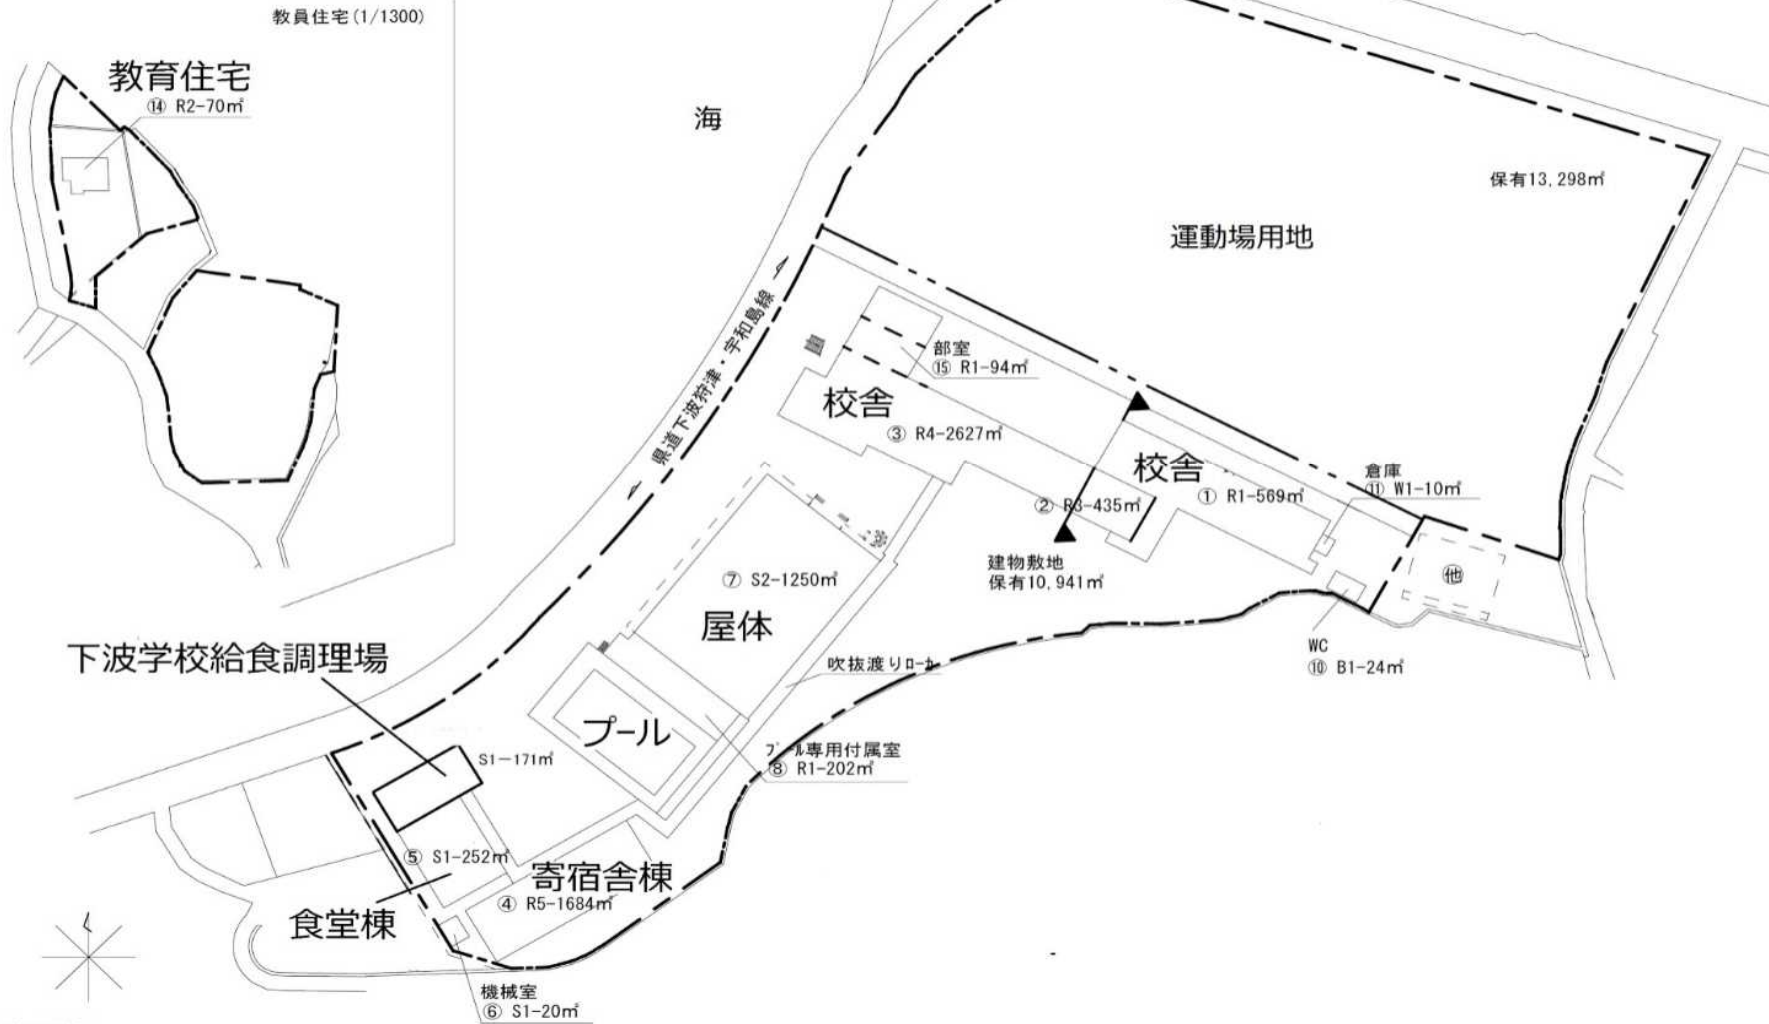 教員住宅(1/1300)
教育住宅
⑭ R2-70㎡
海
保有13,298㎡
運動場用地
県道下波狩津・宇和島線
部室
⑮ R1-94㎡
校舎
③ R4-2627㎡
校舎
① R1-569㎡
倉庫
⑪ W1-10㎡
② R3-435㎡
建物敷地
保有10,941㎡
㊀他
⑦ S2-1250㎡
屋体
WC
⑩ B1-24㎡
下波学校給食調理場
吹抜渡りローカ
プール
プール専用付属室
⑧ R1-202㎡
S1-171㎡
⑤ S1-252㎡
寄宿舎棟
④ R5-1684㎡
食堂棟
機械室
⑥ S1-20㎡